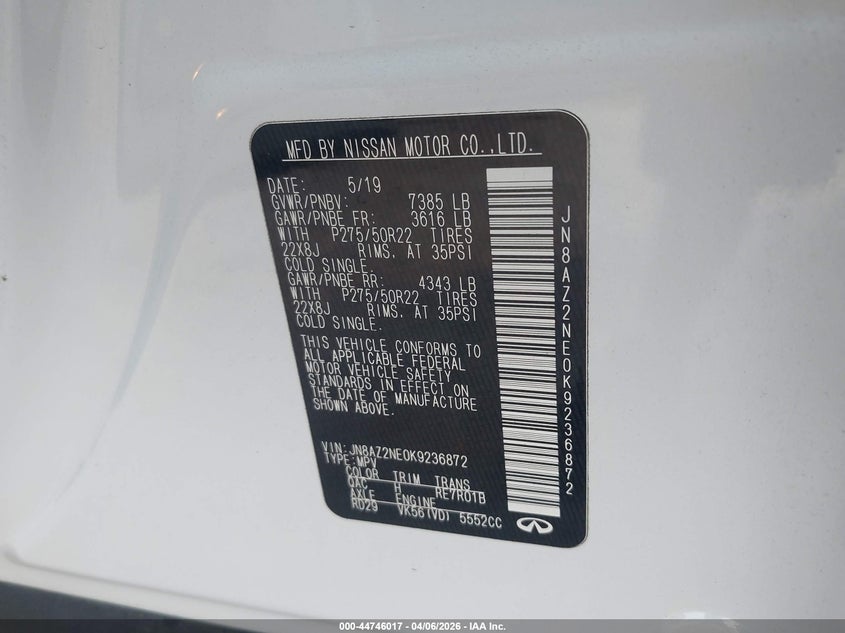 MFD BY NISSAN MOTOR CO.,LTD.
DATE: 5/19
GVWR/PNBV: 7385 LB
GAWR/PNBE FR: 3616 LB
WITH P275/50R22 TIRES
22X8J RIMS. AT 35PSI
COLD SINGLE.
GAWR/PNBE RR: 4343 LB
WITH P275/50R22 TIRES
22X8J RIMS. AT 35PSI
COLD SINGLE.
THIS VEHICLE CONFORMS TO
ALL APPLICABLE FEDERAL
MOTOR VEHICLE SAFETY
STANDARDS IN EFFECT ON
THE DATE OF MANUFACTURE
SHOWN ABOVE.
VIN:JN8AZ2NE0K9236872
TYPE:MPV
COLOR TRIM TRANS
QAC H RE7R01B
AXLE ENGINE
RD29 VK56(VD) 5552CC
JN8AZ2NE0K9236872
000-44746017 - 04/06/2026 - IAA Inc.